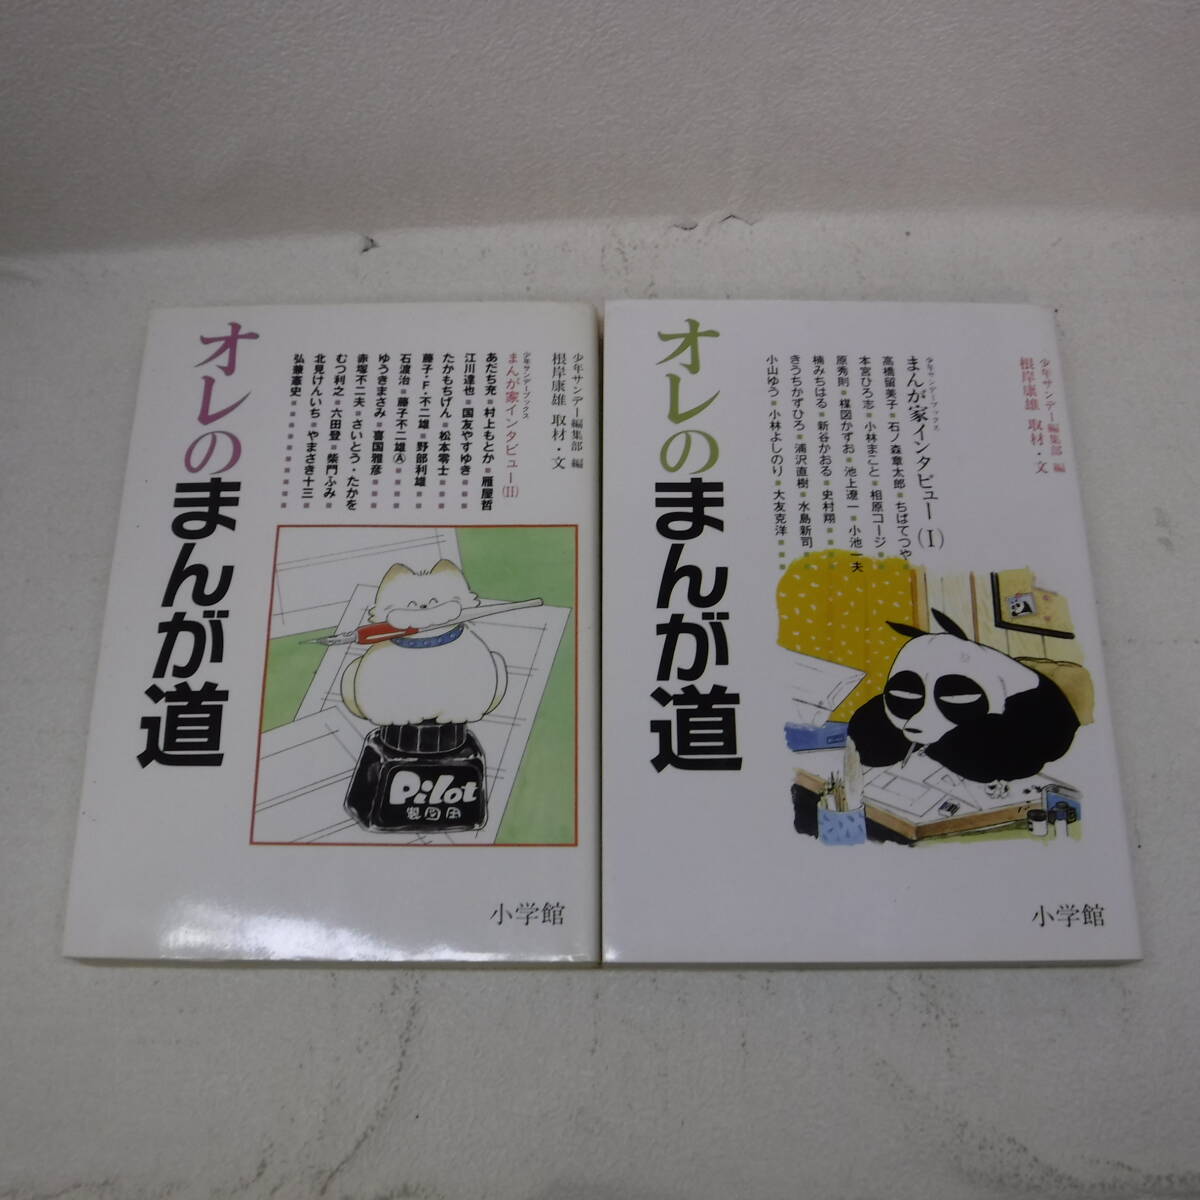 少年サンデー編集部 編
根岸康雄 取材・文
少年サンデーブックス
まんが家インタビュー(II)
あだち充■村上もとか■雁屋哲
江川達也■国友やすゆき■■■
たかもちげん■松本零士■■■
藤子・F・不二雄■野部利雄
石渡治■藤子不二雄Ⓐ■■■■
ゆうきまさみ■喜国雅彦■■■
赤塚不二夫■さいとう・たかを
むつ利之■六田登■柴門ふみ■
北見けんいち■やまさき十三■
弘兼憲史■■■■■■■■■
オレの
まんが道
Pilot
製図用
小学館
少年サンデー編集部 編
根岸康雄 取材・文
少年サンデーブックス
まんが家インタビュー(I)
高橋留美子■石ノ森章太郎■ちばてつや■
本宮ひろ志■小林まこと■相原コージ■■
原秀則■楳図かずお■池上遼一■小池一夫
楠みちはる■新谷かおる■史村翔■■■
きうちかずひろ■浦沢直樹■水島新司■■
小山ゆう■小林よしのり■大友克洋■■■
オレの
まんが道
小学館